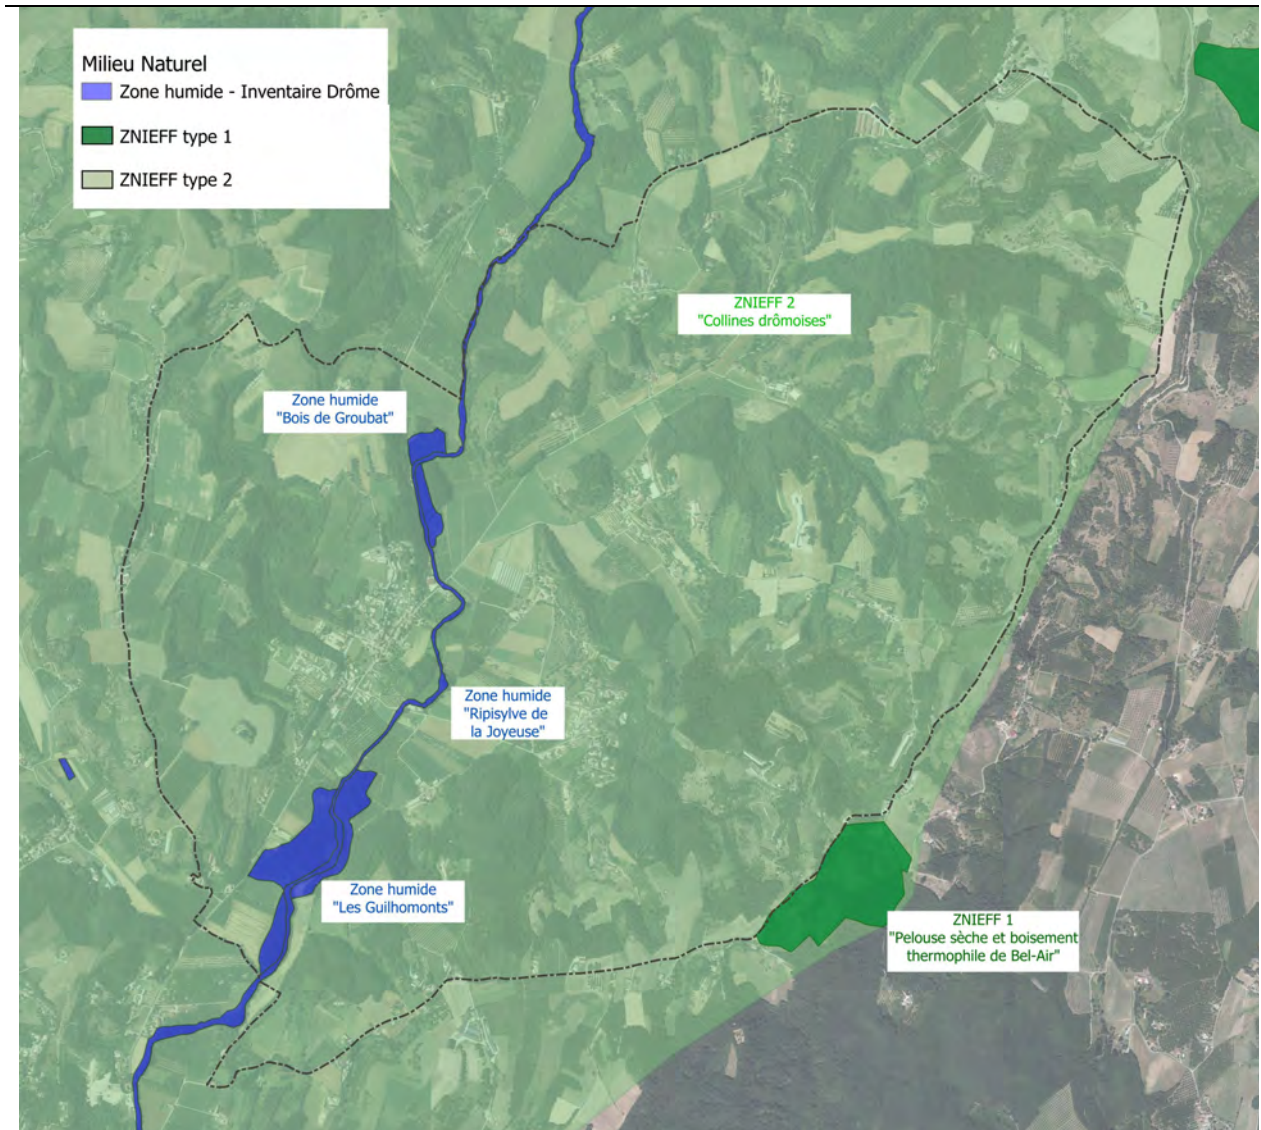 Milieu Naturel
Zone humide - Inventaire Drôme
ZNIEFF type 1
ZNIEFF type 2
ZNIEFF 2
"Collines drômoises"
Zone humide
"Bois de Groubat"
Zone humide
"Ripisylve de
la Joyeuse"
Zone humide
"Les Guilhomonts"
ZNIEFF 1
"Pelouse sèche et boisement
thermophile de Bel-Air"